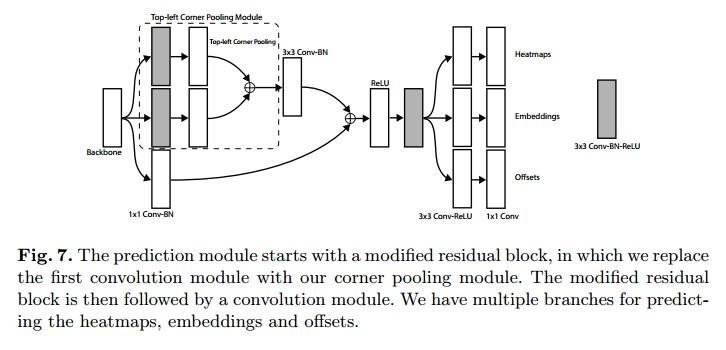 Top-left Corner Pooling Module
Top-left Corner Pooling
3x3 Conv-BN
Backbone
1x1 Conv-BN
ReLU
Heatmaps
Embeddings
Offsets
3x3 Conv-ReLU
1x1 Conv
3x3 Conv-BN-ReLU
Fig. 7. The prediction module starts with a modified residual block, in which we replace
the first convolution module with our corner pooling module. The modified residual
block is then followed by a convolution module. We have multiple branches for predict-
ing the heatmaps, embeddings and offsets.